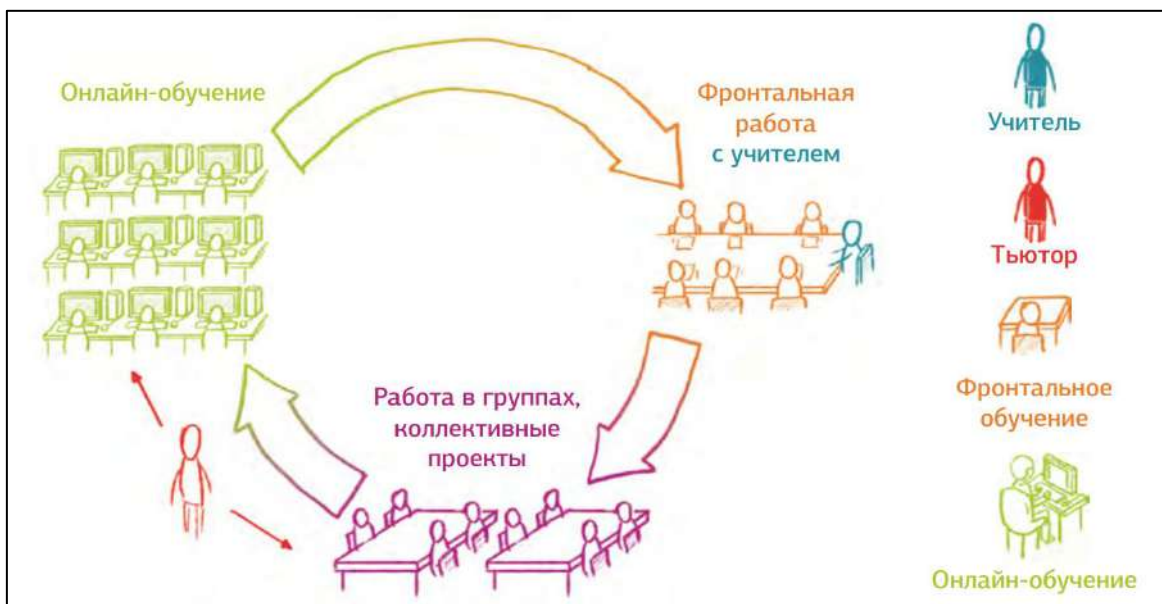 Онлайн-обучение
Фронтальная
работа
с учителем
Работа в группах,
коллективные
проекты
Учитель
Тьютор
Фронтальное
обучение
Онлайн-обучение